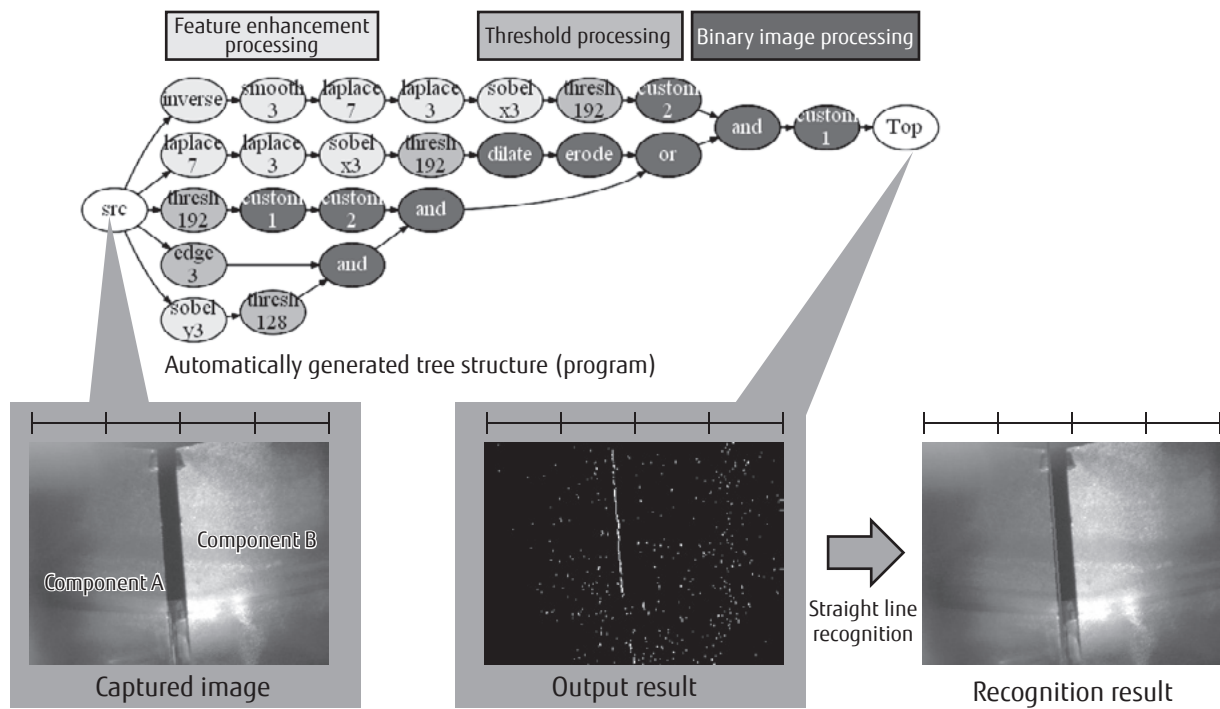 Feature enhancement
processing
Threshold processing
Binary image processing
inverse
smooth
3
laplace
7
laplace
3
sobel
x3
thresh
192
custom
2
and
custom
1
Top
laplace
7
laplace
3
sobel
x3
thresh
192
dilate
erode
or
src
thresh
192
custom
1
custom
2
and
edge
3
and
sobel
y3
thresh
128
Automatically generated tree structure (program)
Component B
Component A
Captured image
Output result
Straight line
recognition
Recognition result